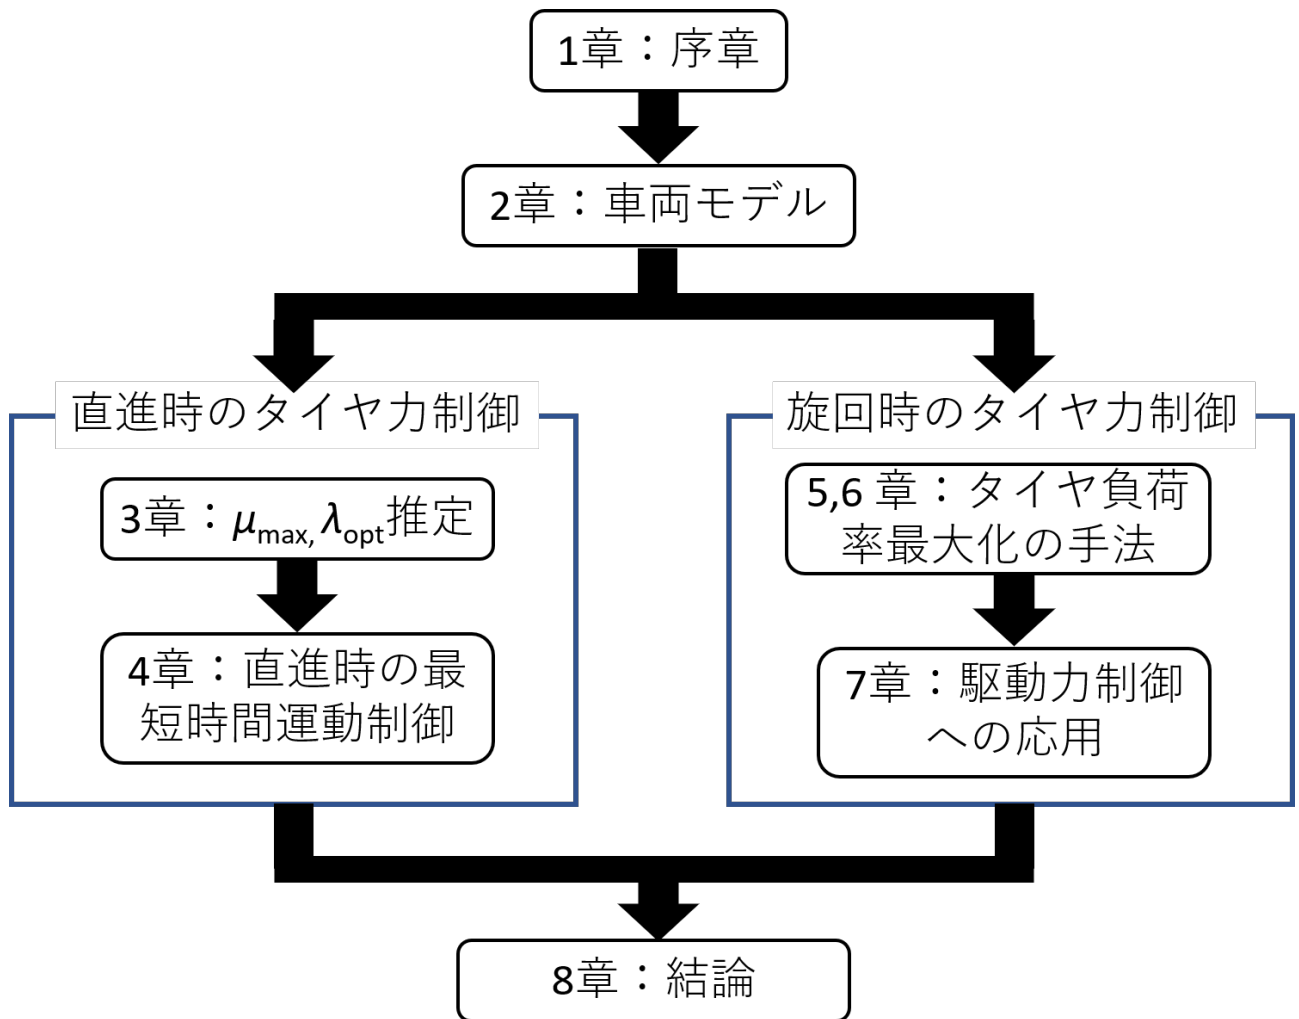 1章：序章
2章：車両モデル
直進時のタイヤ力制御
3章：μmax, λopt推定
4章：直進時の最
短時間運動制御
旋回時のタイヤ力制御
5,6 章：タイヤ負荷
率最大化の手法
7章：駆動力制御
への応用
8章：結論